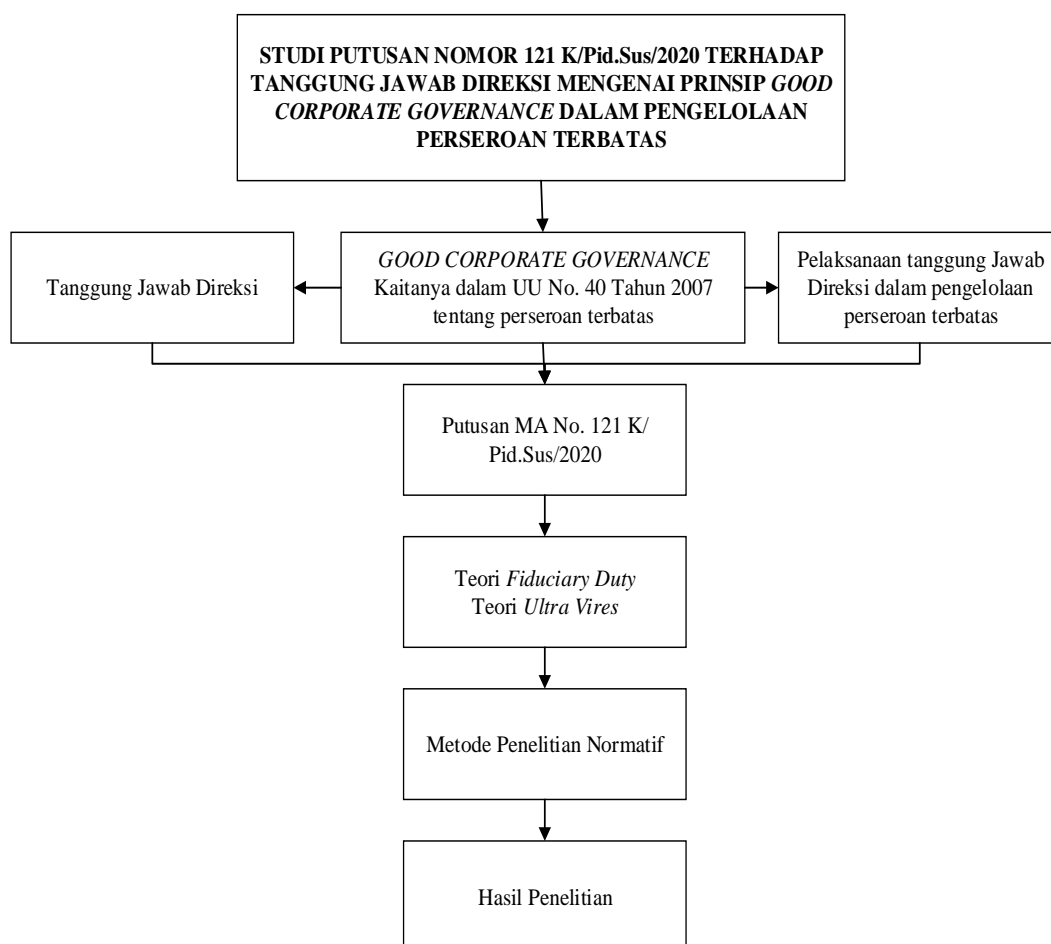 STUDI PUTUSAN NOMOR 121 K/Pid.Sus/2020 TERHADAP
TANGGUNG JAWAB DIREKSI MENGENAI PRINSIP GOOD
CORPORATE GOVERNANCE DALAM PENGELOLAAN
PERSEROAN TERBATAS
Tanggung Jawab Direksi
GOOD CORPORATE GOVERNANCE
Kaitanya dalam UU No. 40 Tahun 2007
tentang perseroan terbatas
Pelaksanaan tanggung Jawab
Direksi dalam pengelolaan
perseroan terbatas
Putusan MA No. 121 K/
Pid.Sus/2020
Teori Fiduciary Duty
Teori Ultra Vires
Metode Penelitian Normatif
Hasil Penelitian